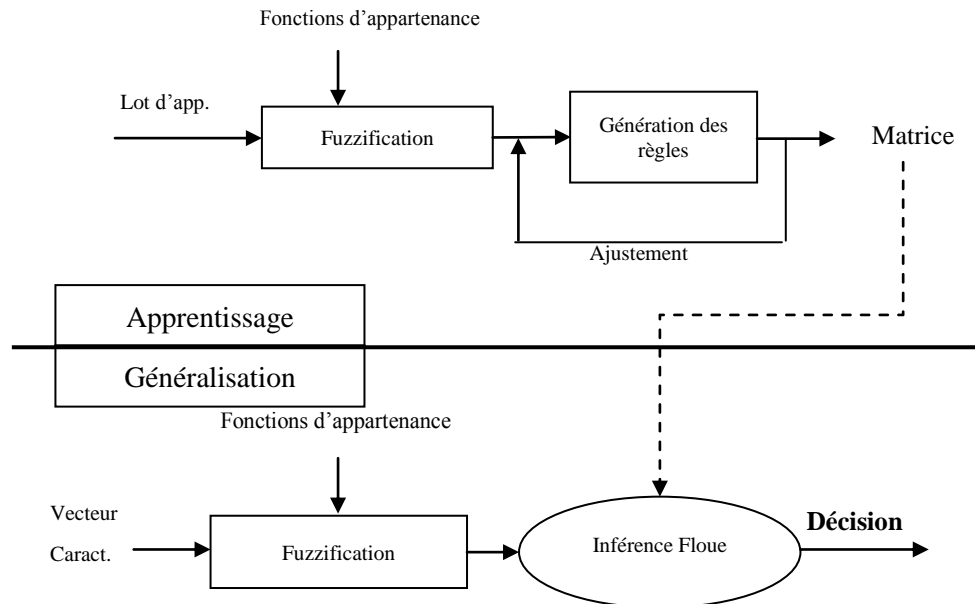 Fonctions d’appartenance
Lot d’app.
Fuzzification
Génération des
règles
Matrice
Ajustement
Apprentissage
Généralisation
Fonctions d’appartenance
Vecteur
Caract.
Fuzzification
Inférence Floue
Décision